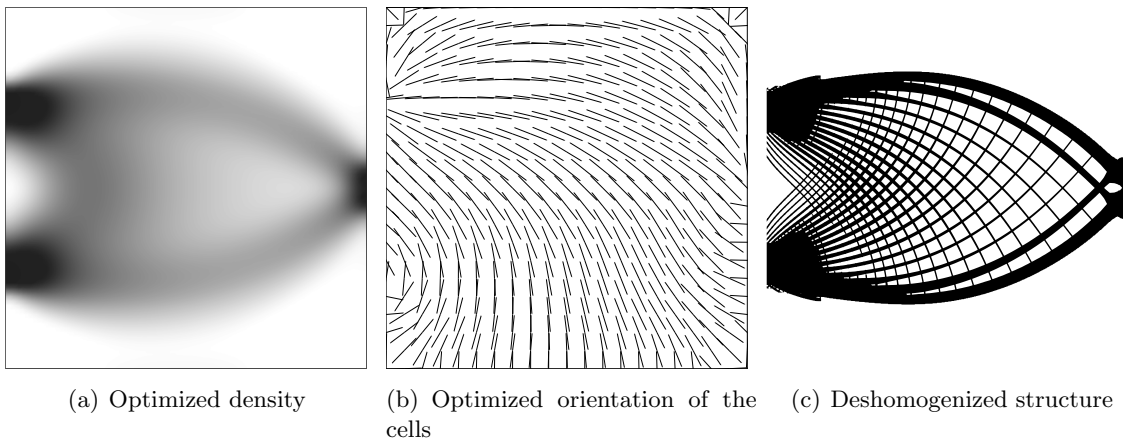 (a) Optimized density
(b) Optimized orientation of the
cells
(c) Deshomogenized structure